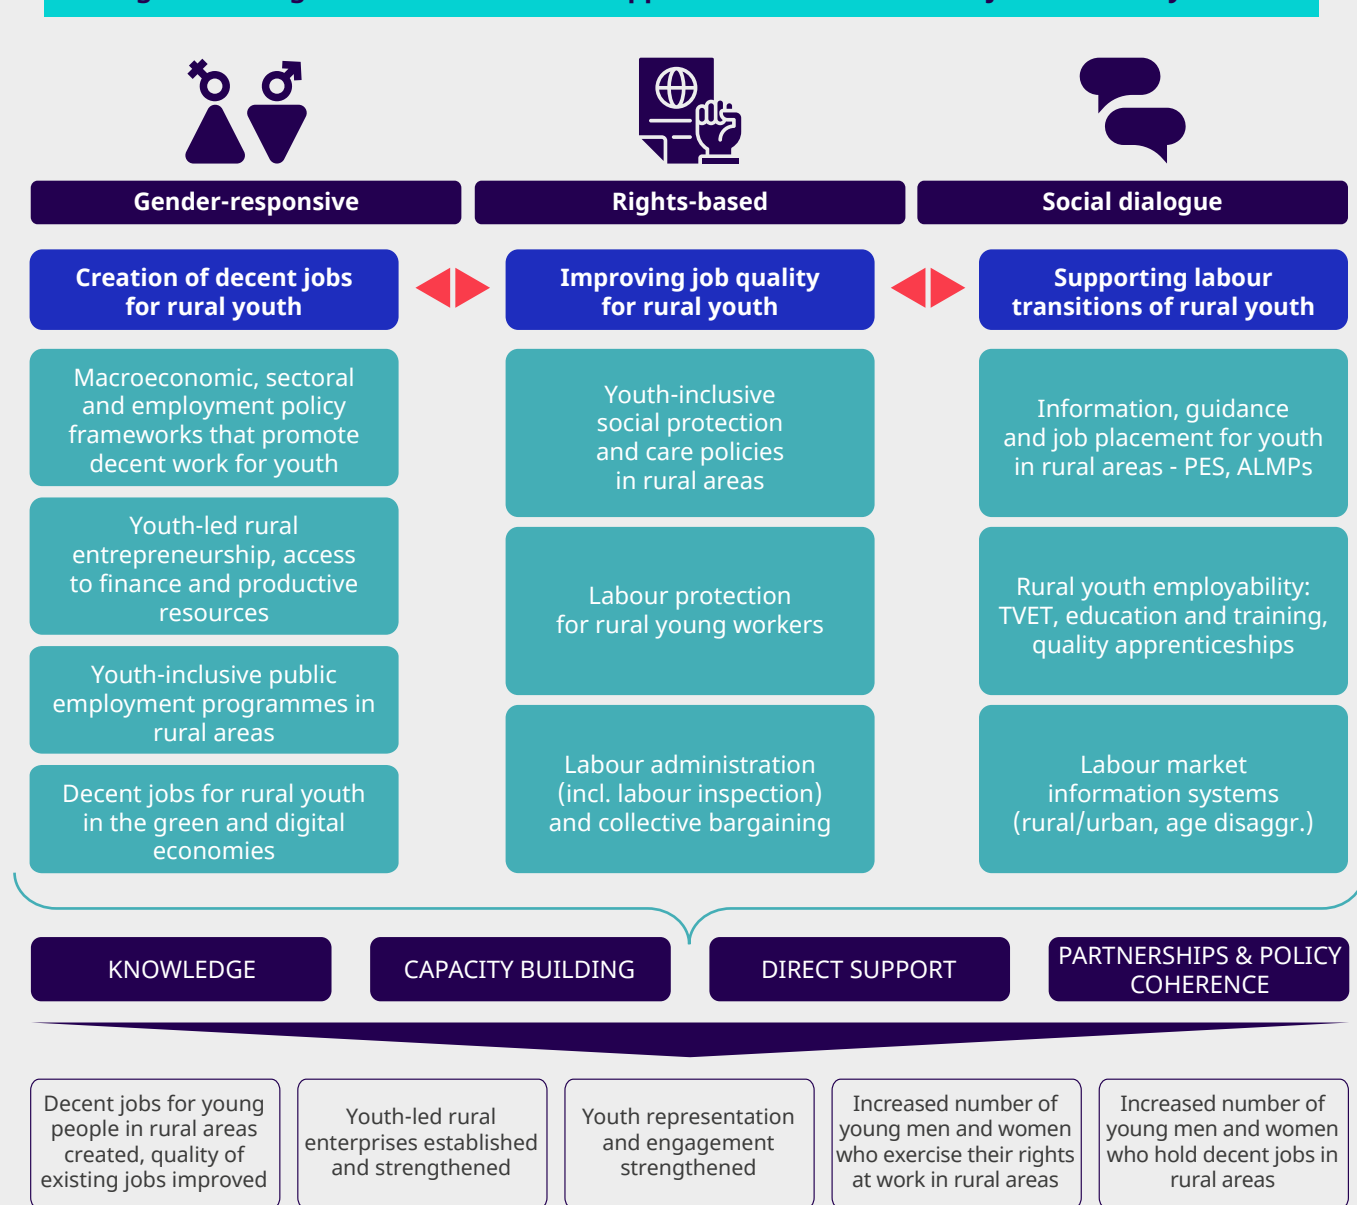 Gender-responsive
Rights-based
Social dialogue
Creation of decent jobs
for rural youth
Improving job quality
for rural youth
Supporting labour
transitions of rural youth
Macroeconomic, sectoral
and employment policy
frameworks that promote
decent work for youth
Youth-led rural
entrepreneurship, access
to finance and productive
resources
Youth-inclusive public
employment programmes in
rural areas
Decent jobs for rural youth
in the green and digital
economies
Youth-inclusive
social protection
and care policies
in rural areas
Labour protection
for rural young workers
Labour administration
(incl. labour inspection)
and collective bargaining
Information, guidance
and job placement for youth
in rural areas - PES, ALMPs
Rural youth employability:
TVET, education and training,
quality apprenticeships
Labour market
information systems
(rural/urban, age disaggr.)
KNOWLEDGE
CAPACITY BUILDING
DIRECT SUPPORT
PARTNERSHIPS & POLICY
COHERENCE
Decent jobs for young
people in rural areas
created, quality of
existing jobs improved
Youth-led rural
enterprises established
and strengthened
Youth representation
and engagement
strengthened
Increased number of
young men and women
who exercise their rights
at work in rural areas
Increased number of
young men and women
who hold decent jobs in
rural areas